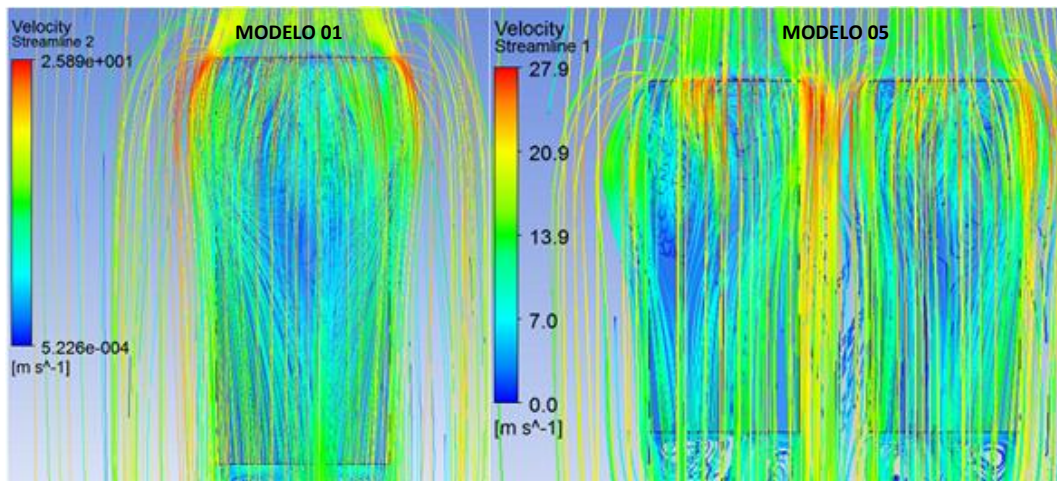 MODELO 01
Velocity
Streamline 2
2.589e+001
5.226e-004
[m s^-1]
MODELO 05
Velocity
Streamline 1
27.9
20.9
13.9
7.0
0.0
[m s^-1]